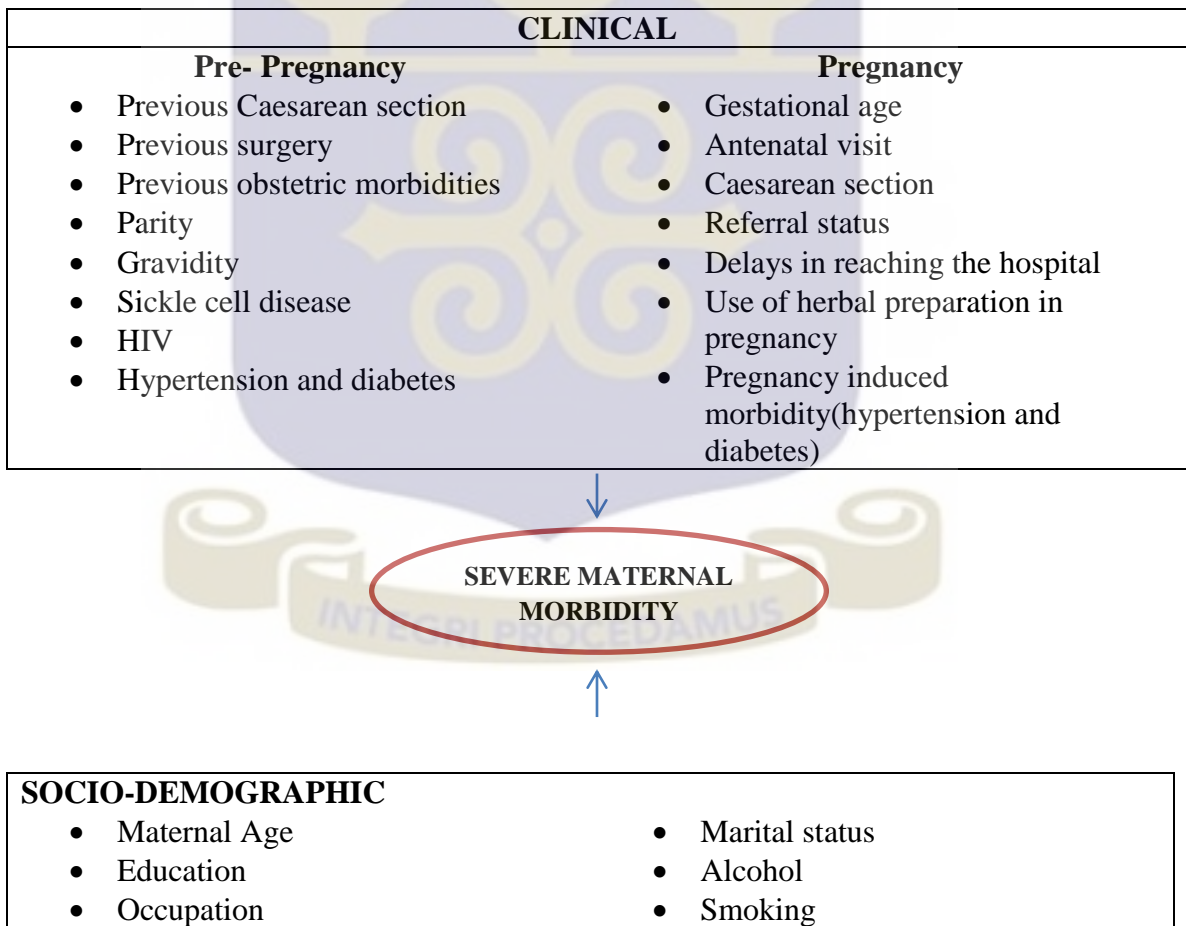 CLINICAL
Pre- Pregnancy
• Previous Caesarean section
• Previous surgery
• Previous obstetric morbidities
• Parity
• Gravidity
• Sickle cell disease
• HIV
• Hypertension and diabetes
Pregnancy
• Gestational age
• Antenatal visit
• Caesarean section
• Referral status
• Delays in reaching the hospital
• Use of herbal preparation in
pregnancy
• Pregnancy induced
morbidity(hypertension and
diabetes)
SEVERE MATERNAL
MORBIDITY
INTEGRI PROCEDAMUS
SOCIO-DEMOGRAPHIC
• Maternal Age
• Education
• Occupation
• Marital status
• Alcohol
• Smoking